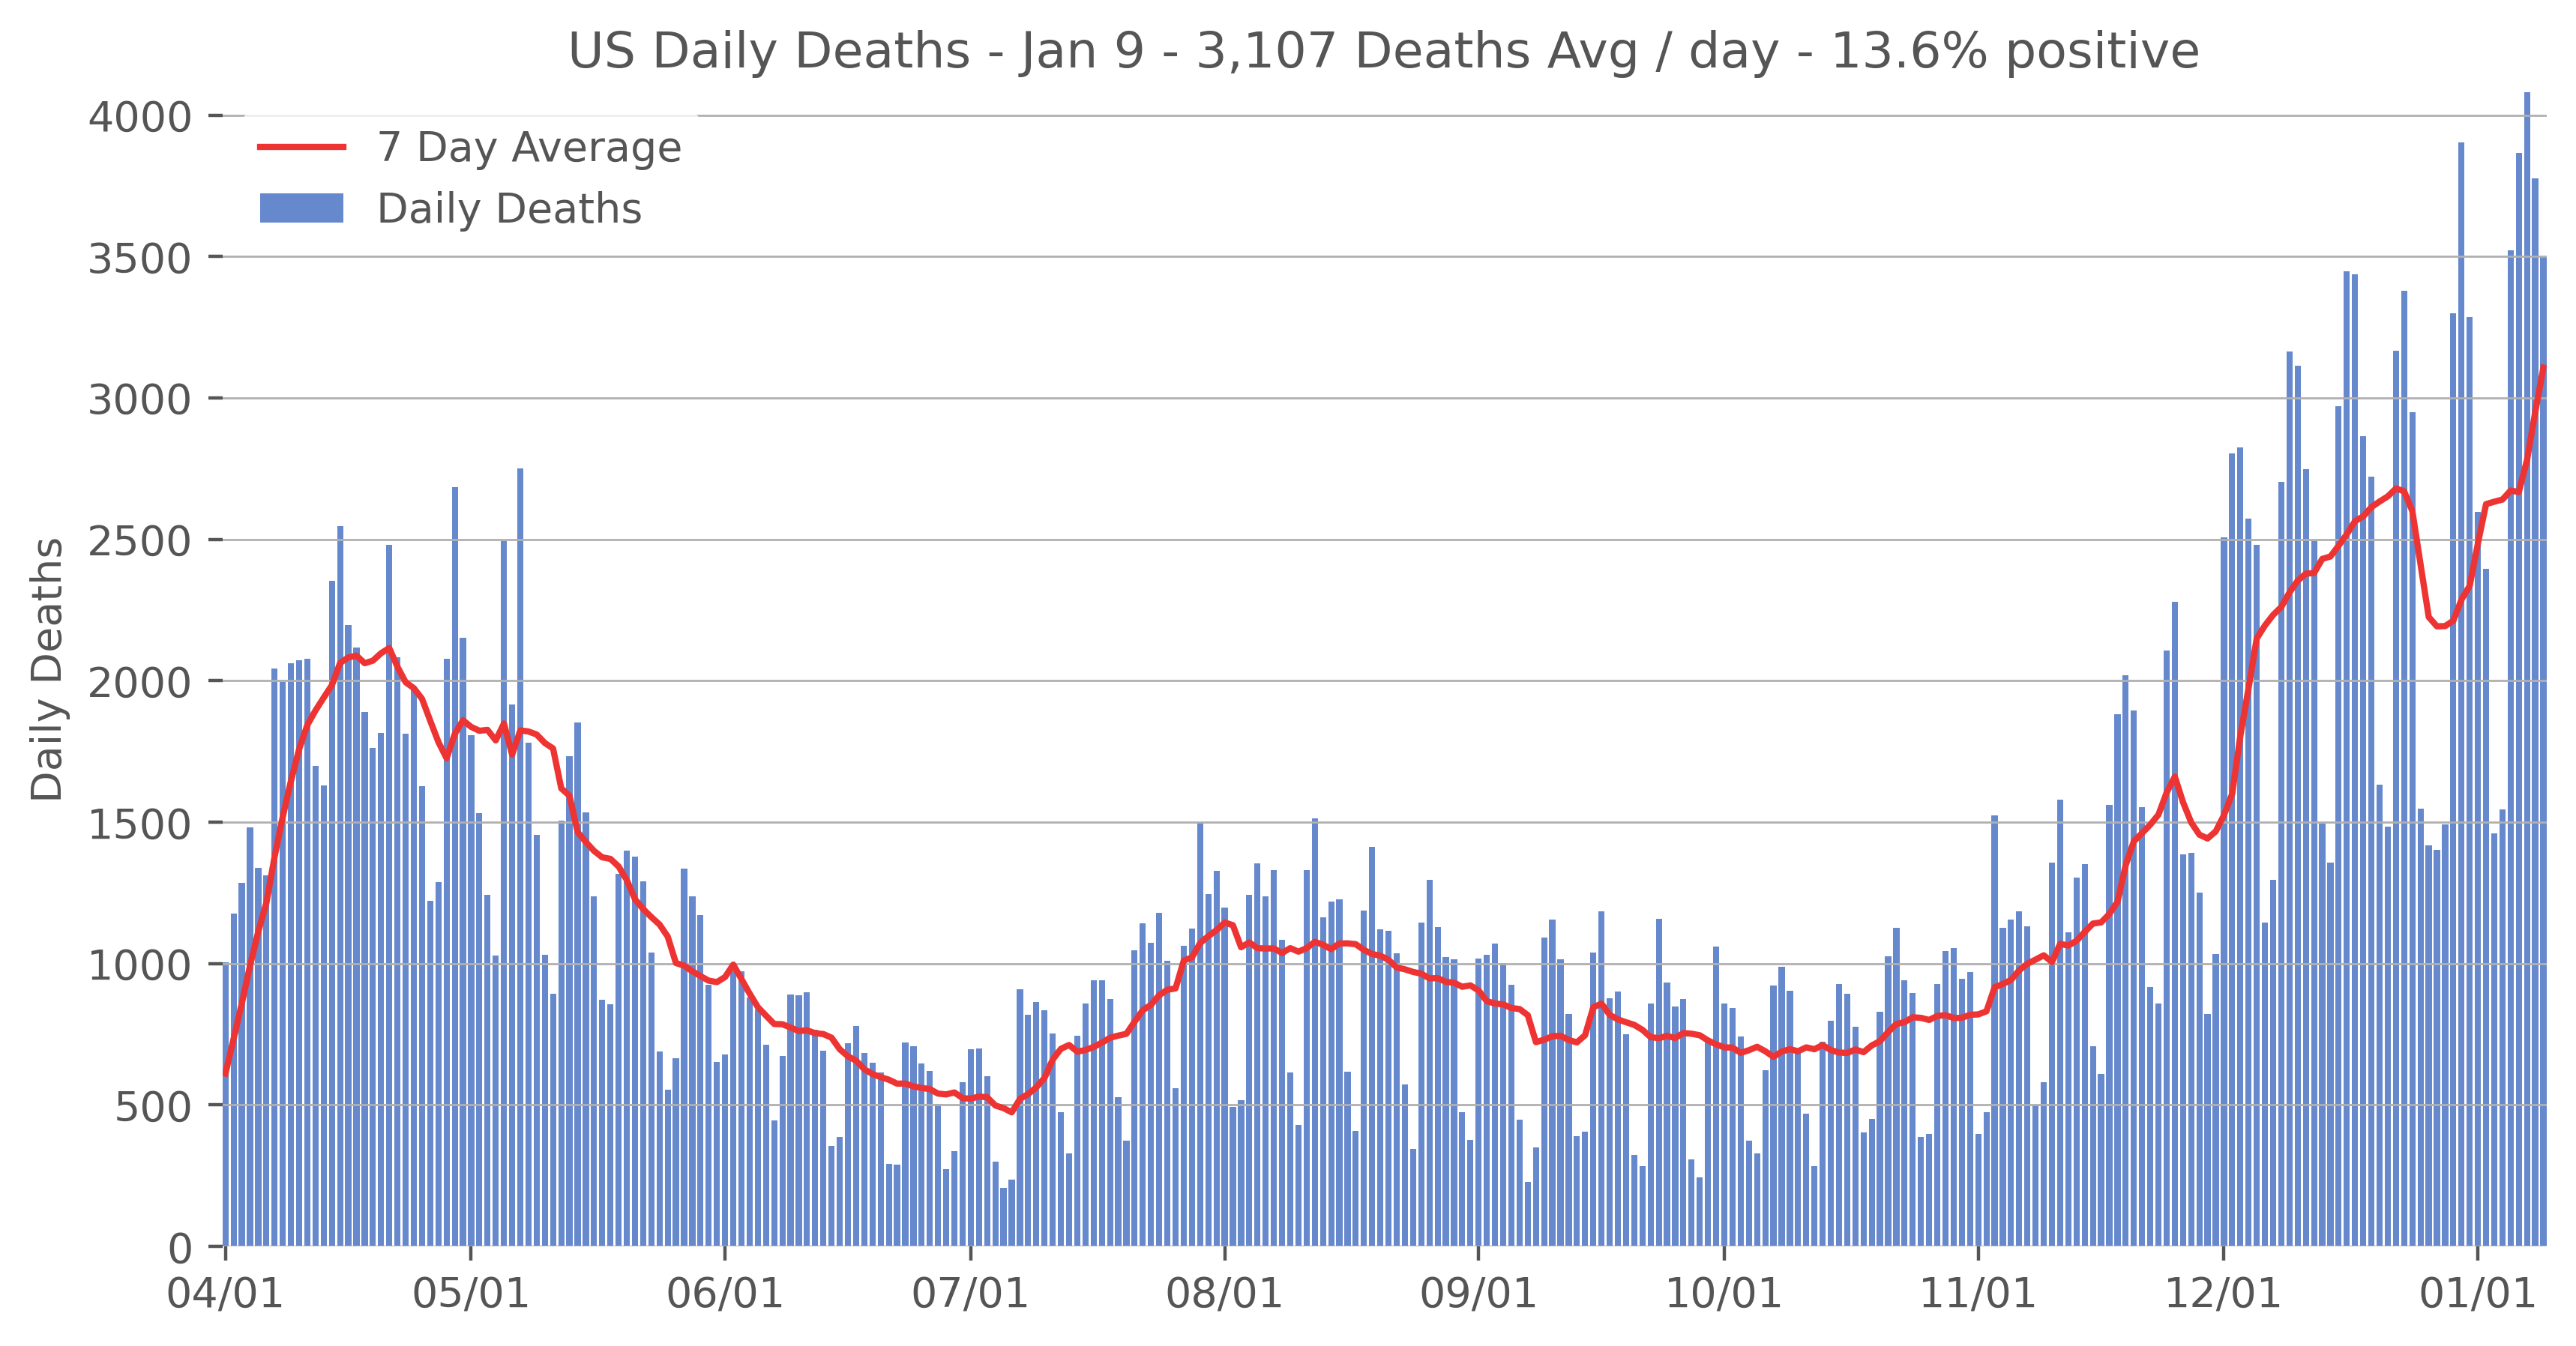 US Daily Deaths - Jan 9 - 3,107 Deaths Avg / day - 13.6% positive
7 Day Average
Daily Deaths
Daily Deaths
4000
3500
3000
2500
2000
1500
1000
500
0
04/01 05/01 06/01 07/01 08/01 09/01 10/01 11/01 12/01 01/01